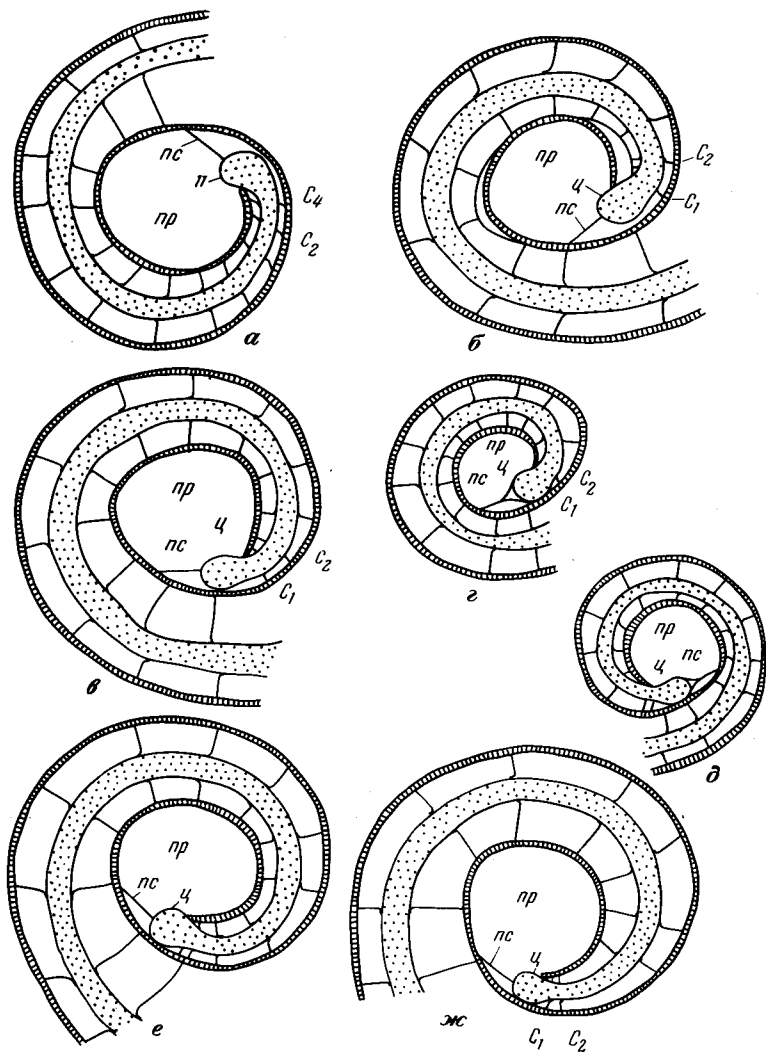 пс
п
пр
С₄
С₂
а
пр
ц
пс
С₂
С₁
б
пр
ц
пс
С₂
С₁
в
пр
ц
пс
С₂
С₁
г
пр
пс
ц
д
пр
ц
пс
е
пр
пс
ц
С₁ С₂
ж